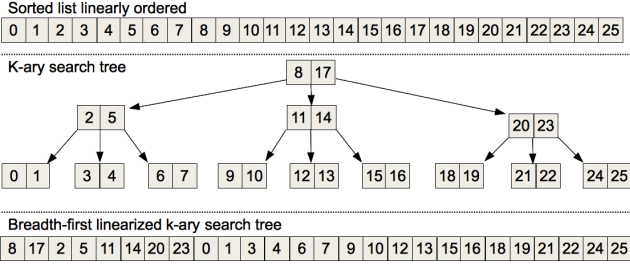 Sorted list linearly ordered
0 1 2 3 4 5 6 7 8 9 10 11 12 13 14 15 16 17 18 19 20 21 22 23 24 25
K-ary search tree
8 17
2 5 11 14 20 23
0 1 3 4 6 7 9 10 12 13 15 16 18 19 21 22 24 25
Breadth-first linearized k-ary search tree
8 17 2 5 11 14 20 23 0 1 3 4 6 7 9 10 12 13 15 16 18 19 21 22 24 25